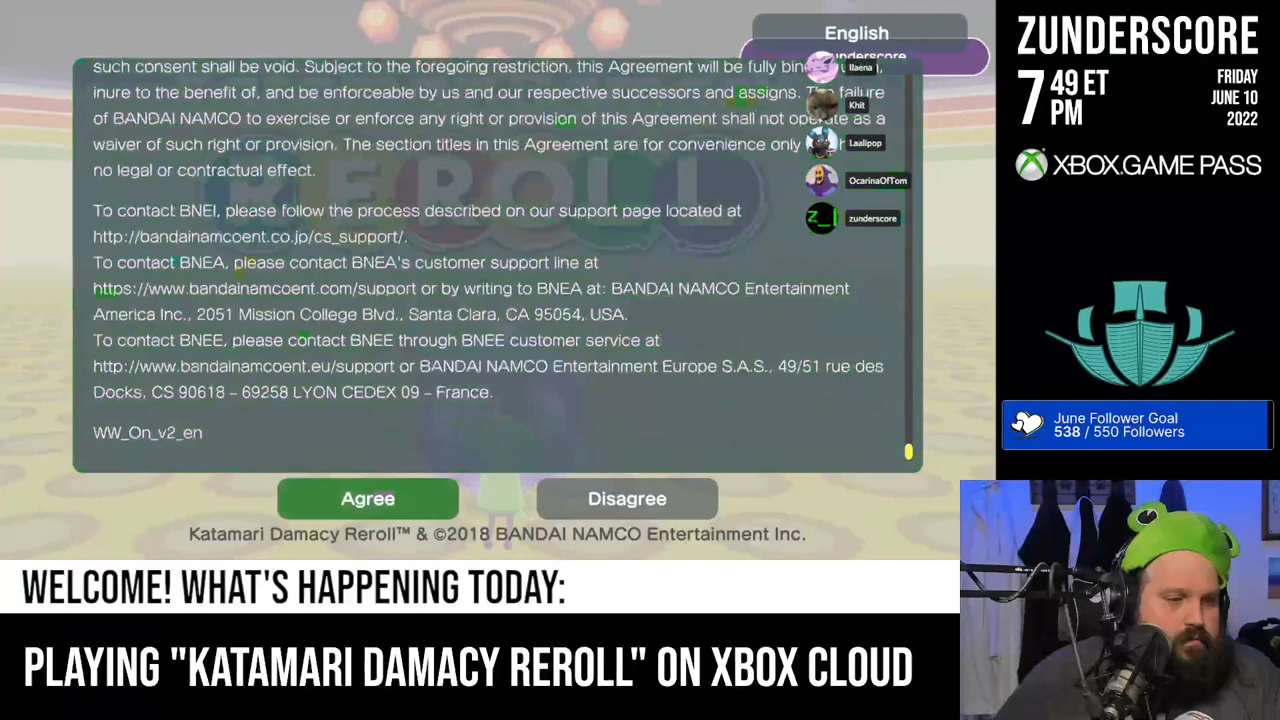 English
zunderscore
such consent shall be void. Subject to the foregoing restriction, this Agreement will be fully
inure to the benefit of, and be enforceable by us and our respective successors and assigns. The failure
of BANDAI NAMCO to exercise or enforce any right or provision of this Agreement shall not operate as a
waiver of such right or provision. The section titles in this Agreement are for convenience only
no legal or contractual effect.
Ilaena
Khit
Laalipop
OcarinaOfTom
zunderscore
REROLL
To contact BNEI, please follow the process described on our support page located at
http://bandainamcoent.co.jp/cs_support/.
To contact BNEA, please contact BNEA's customer support line at
https://www.bandainamcoent.com/support or by writing to BNEA at: BANDAI NAMCO Entertainment
America Inc., 2051 Mission College Blvd., Santa Clara, CA 95054, USA.
To contact BNEE, please contact BNEE through BNEE customer service at
http://www.bandainamcoent.eu/support or BANDAI NAMCO Entertainment Europe S.A.S., 49/51 rue des
Docks, CS 90618 – 69258 LYON CEDEX 09 – France.
WW_On_v2_en
Agree
Disagree
Katamari Damacy Reroll™ & ©2018 BANDAI NAMCO Entertainment Inc.
WELCOME! WHAT'S HAPPENING TODAY:
PLAYING "KATAMARI DAMACY REROLL" ON XBOX CLOUD
ZUNDERSCORE
7 49 ET PM
FRIDAY
JUNE 10
2022
XBOX GAME PASS
June Follower Goal
538 / 550 Followers